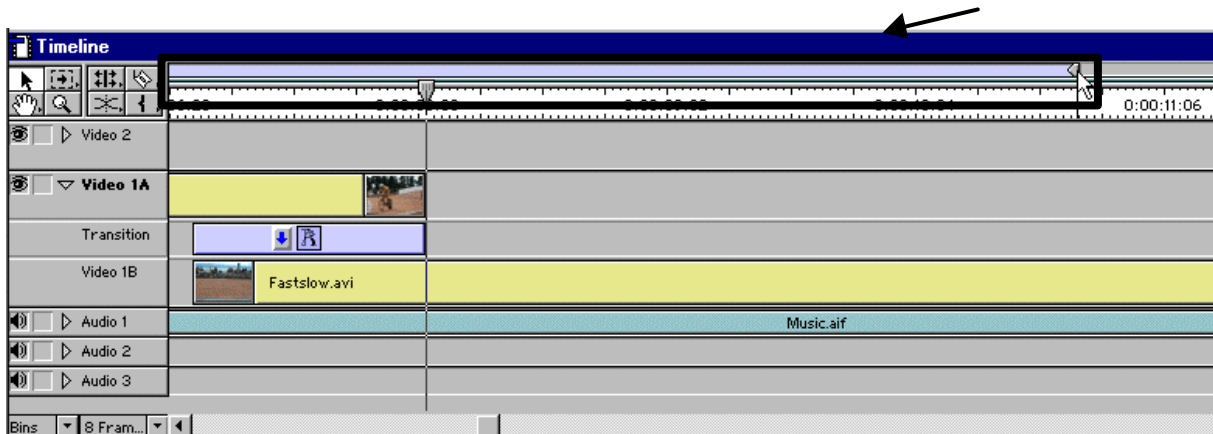 Timeline
0:00:11:06
Video 2
Video 1A
Transition
Video 1B
Fastslow.avi
Audio 1
Music.aif
Audio 2
Audio 3
Bins
8 Fram...